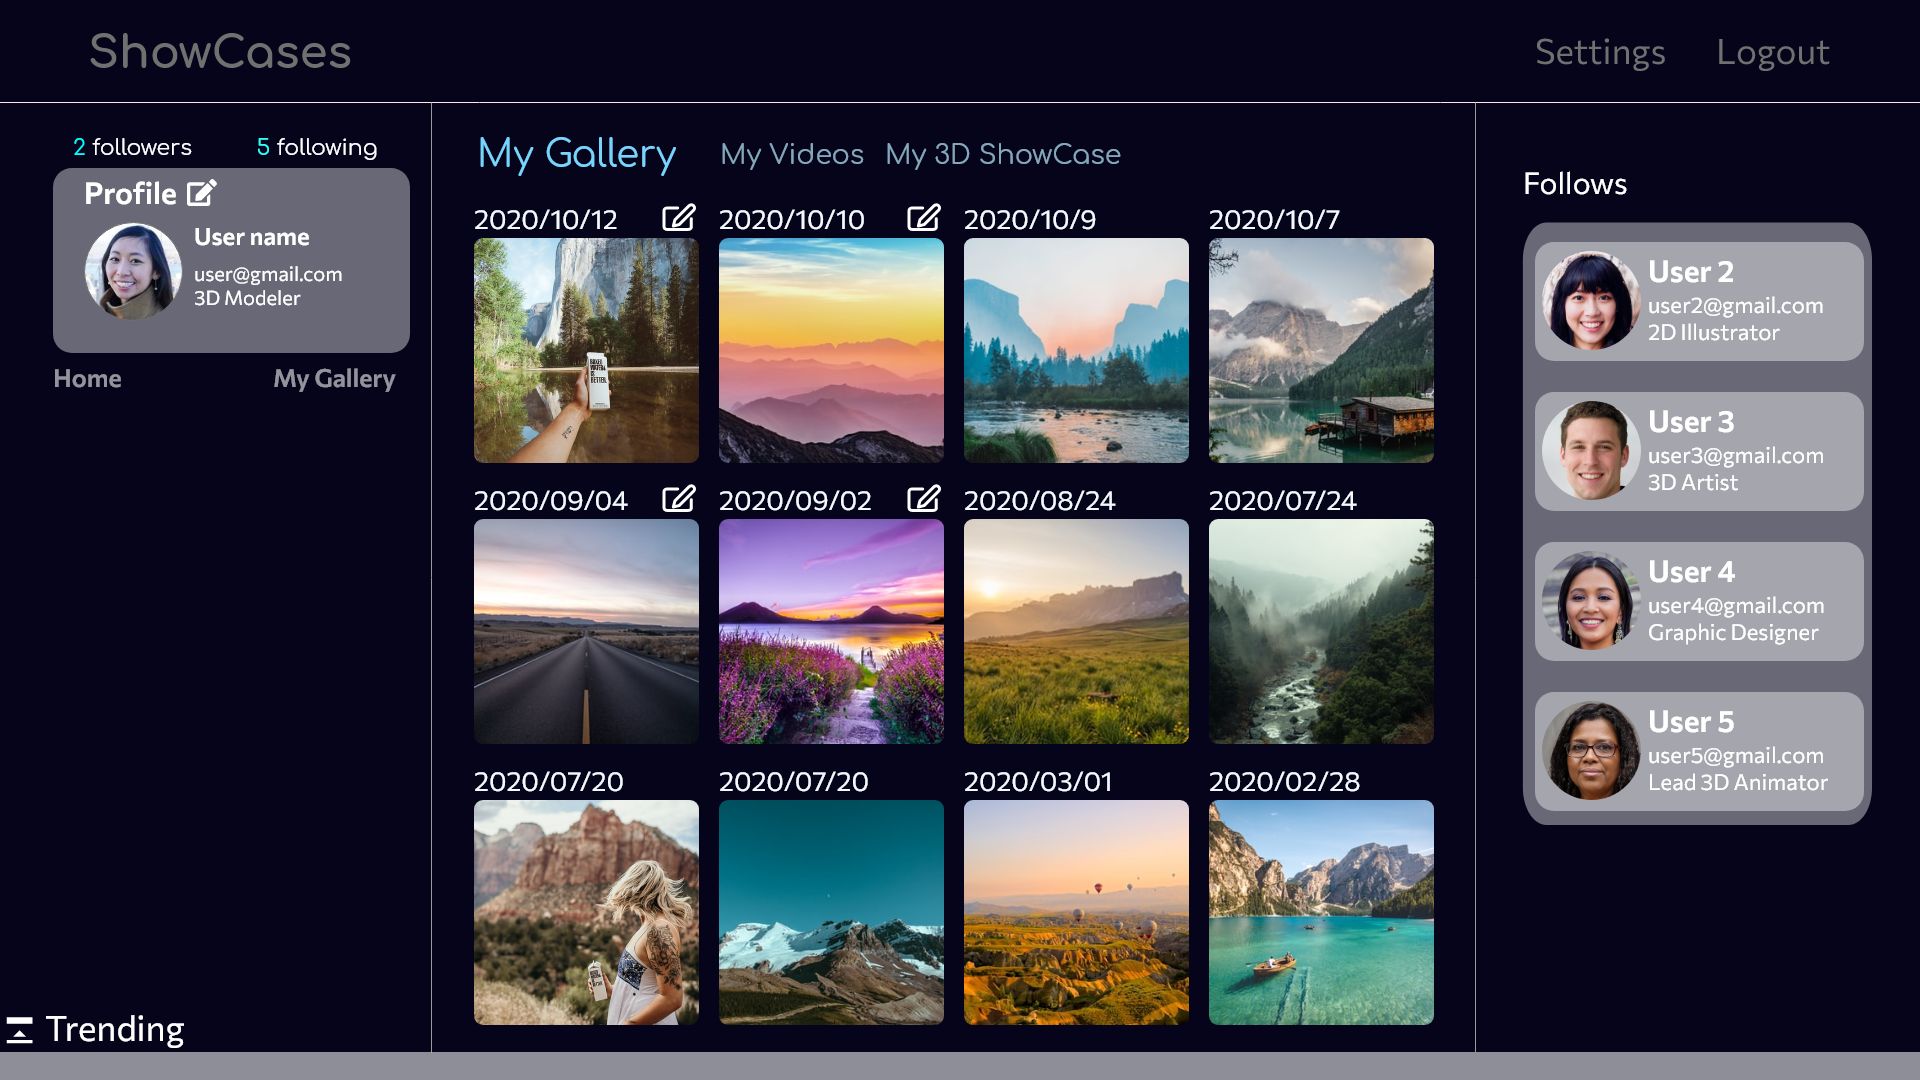 ShowCases
Settings Logout
2 followers 5 following
Profile
User name
user@gmail.com
3D Modeler
Home My Gallery
My Gallery My Videos My 3D ShowCase
2020/10/12 2020/10/10 2020/10/9 2020/10/7
BOXED
WATER
IS
BETTER.
2020/09/04 2020/09/02 2020/08/24 2020/07/24
2020/07/20 2020/07/20 2020/03/01 2020/02/28
Follows
User 2
user2@gmail.com
2D Illustrator
User 3
user3@gmail.com
3D Artist
User 4
user4@gmail.com
Graphic Designer
User 5
user5@gmail.com
Lead 3D Animator
Trending